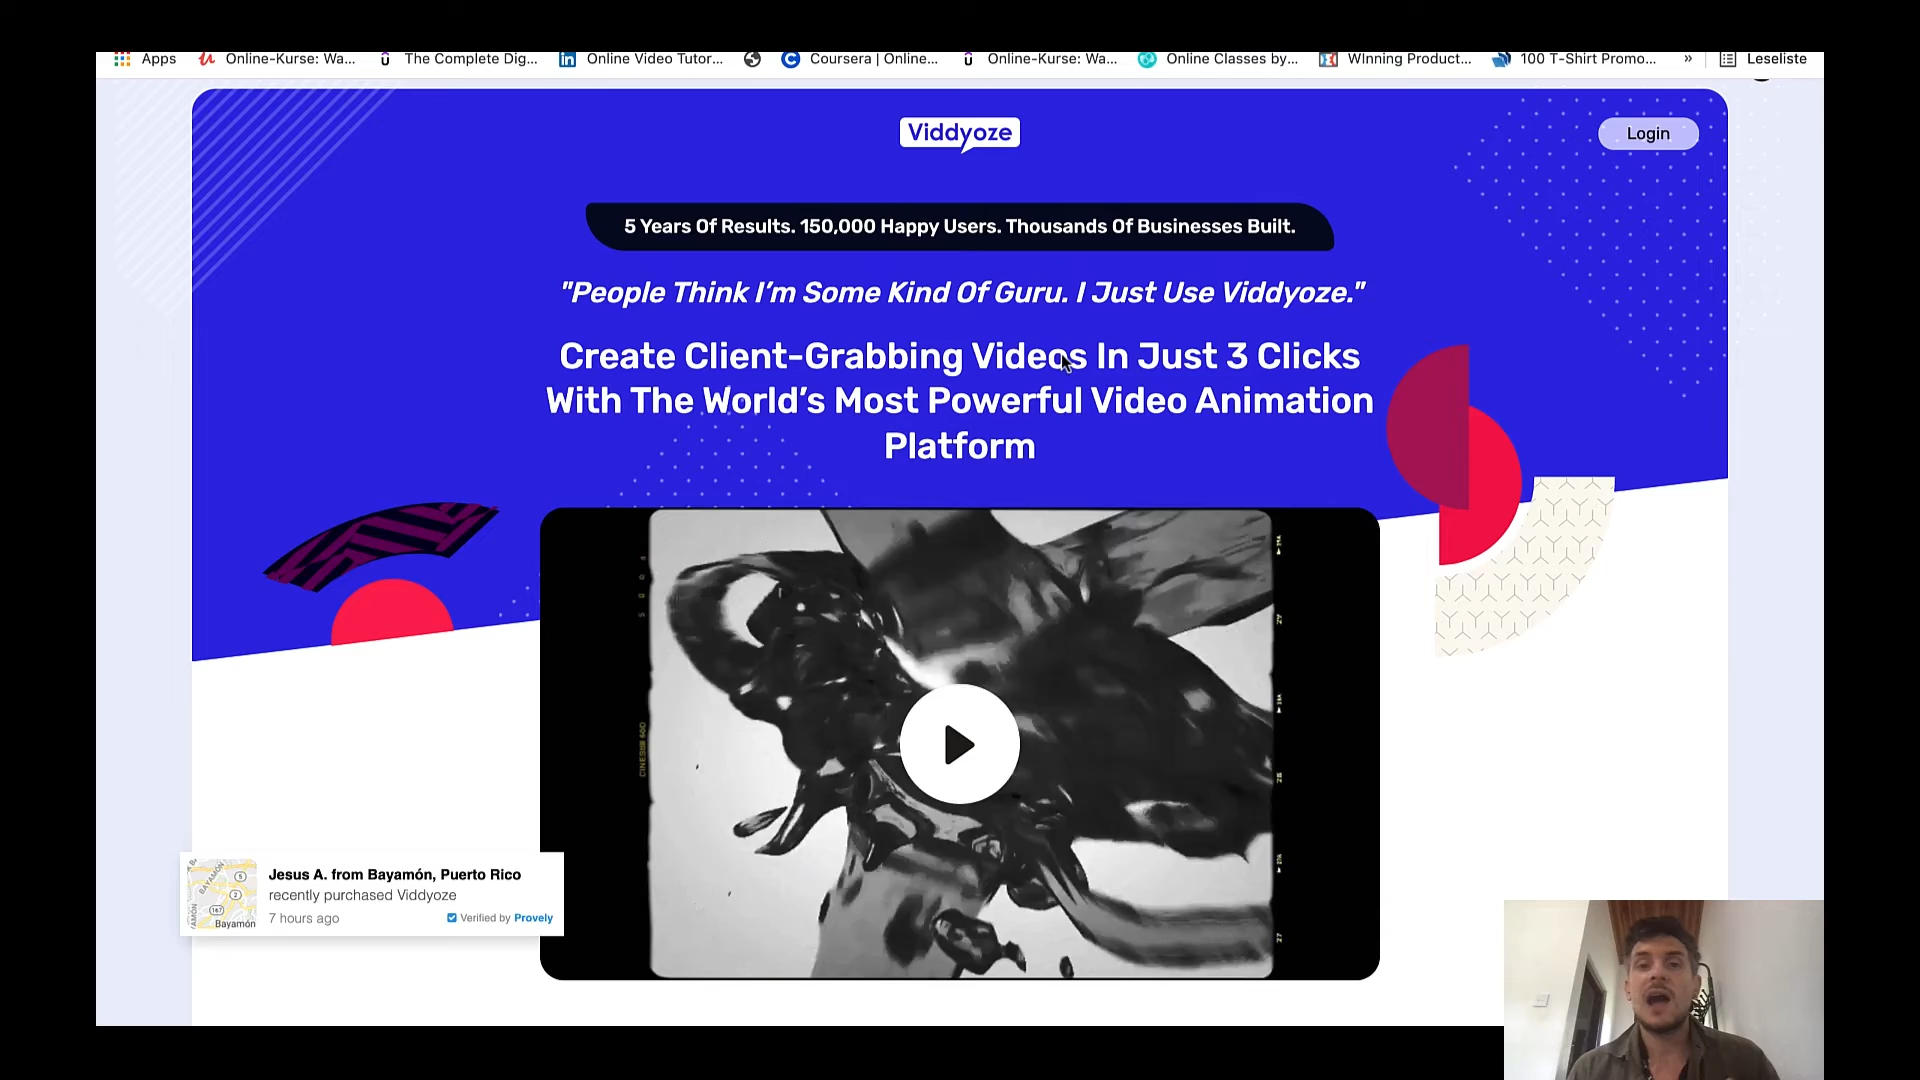 Apps Online-Kurse: Wa... The Complete Dig... Online Video Tutor... Coursera | Online... Online-Kurse: Wa... Online Classes by... WInning Product... 100 T-Shirt Promo... » Leseliste
Viddyoze
Login
5 Years Of Results. 150,000 Happy Users. Thousands Of Businesses Built.
"People Think I'm Some Kind Of Guru. I Just Use Viddyoze."
Create Client-Grabbing Videos In Just 3 Clicks
With The World's Most Powerful Video Animation
Platform
Jesus A. from Bayamón, Puerto Rico
recently purchased Viddyoze
7 hours ago Verified by Provely
Bayamón